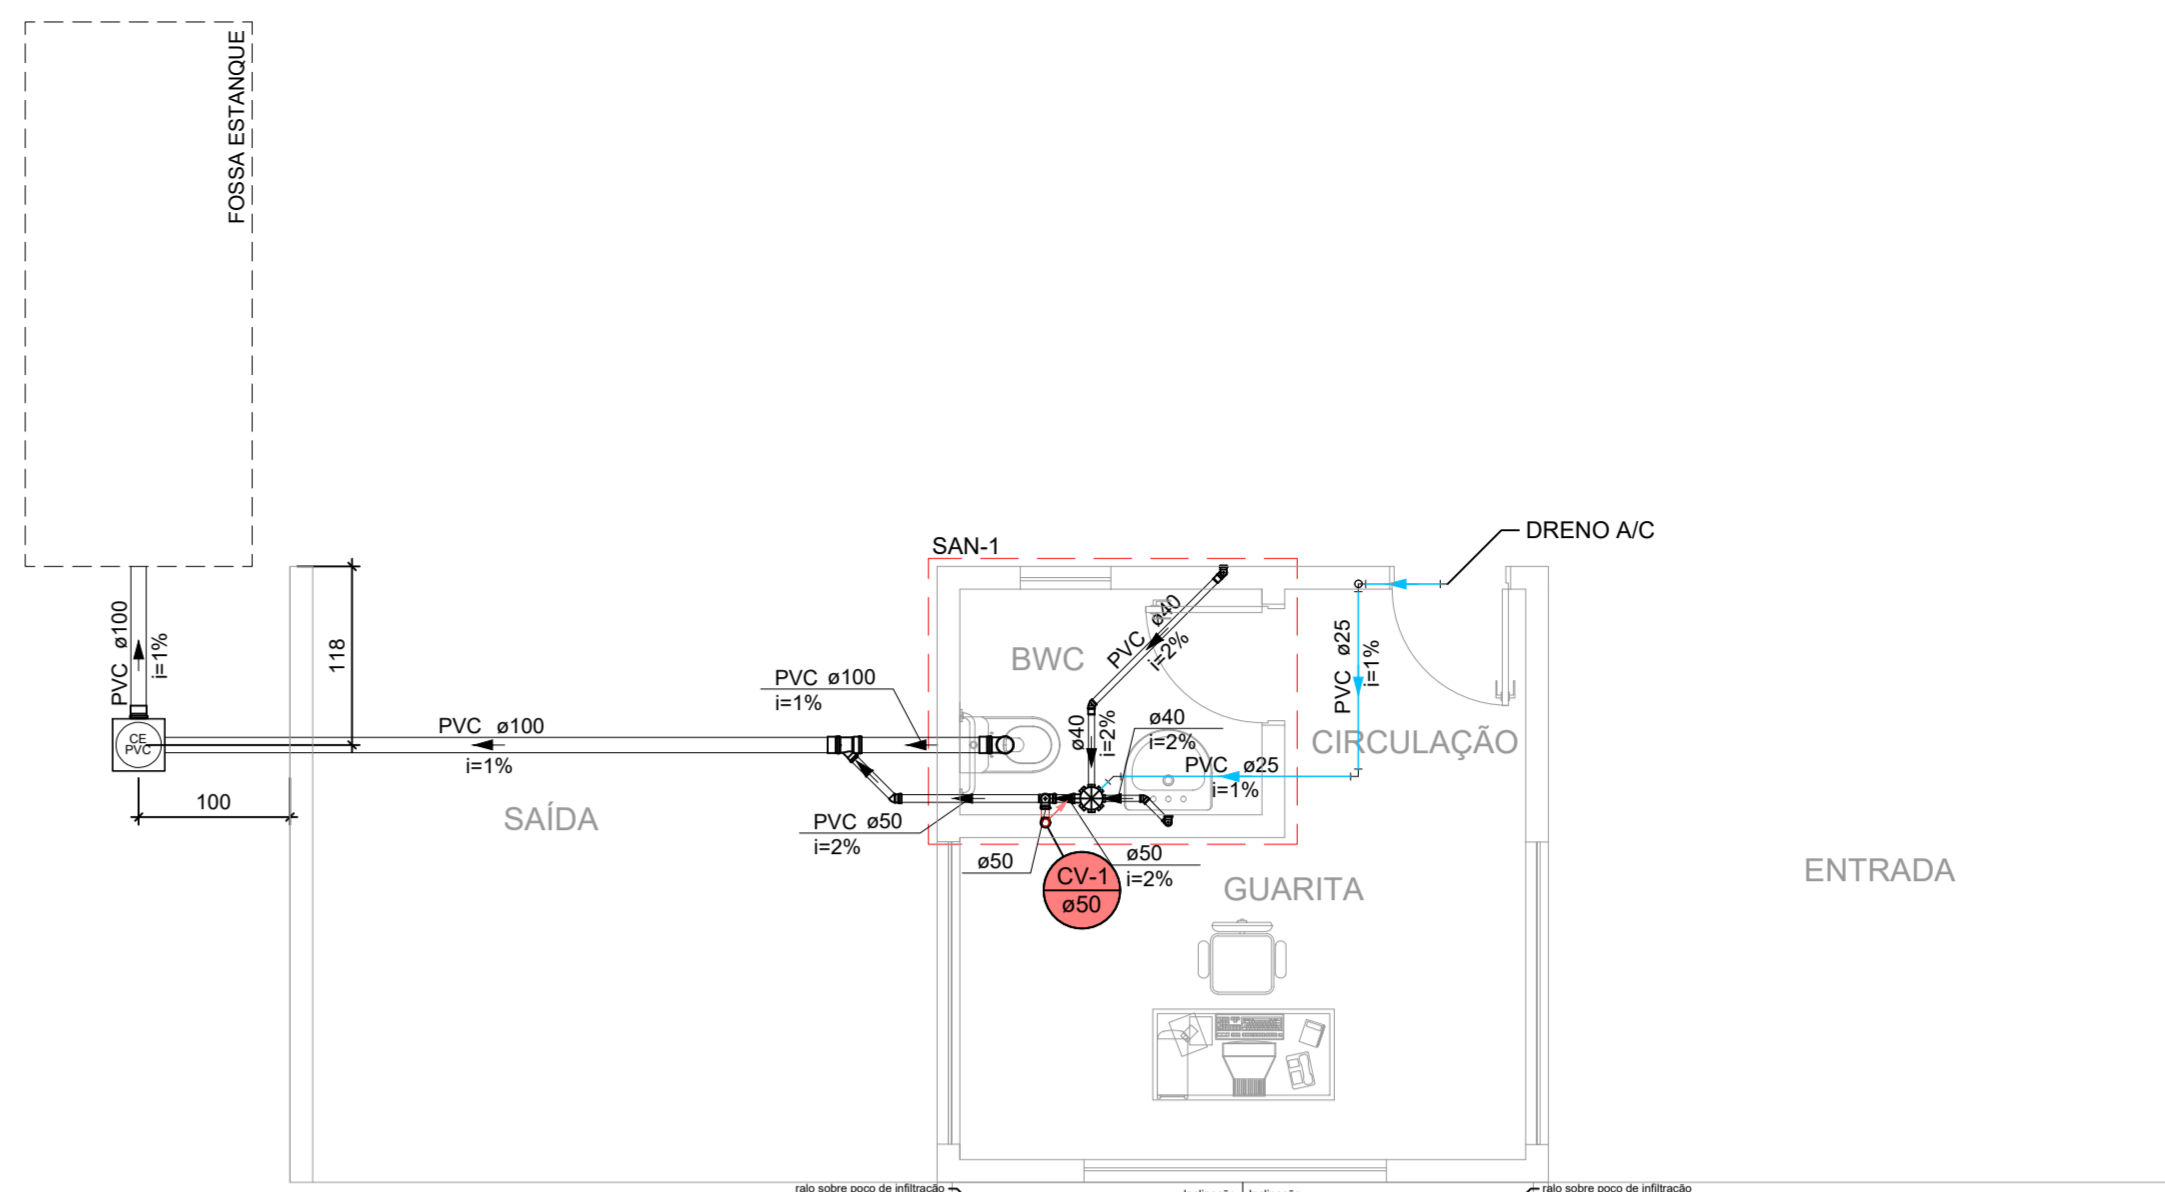 FOSSA ESTANQUE
DRENO A/C
SAN-1
PVC ø40
i=2%
PVC ø100
i=1%
118
BWC
PVC ø25
i=1%
PVC ø100
i=1%
PVC ø100
i=1%
CE
PVC
ø40
i=2%
ø40
i=2%
CIRCULAÇÃO
PVC ø25
i=1%
100
SAÍDA
PVC ø50
i=2%
ø50
ø50
i=2%
CV-1
ø50
GUARITA
ENTRADA
ralo sobre poço de infiltração
ralo sobre poço de infiltração